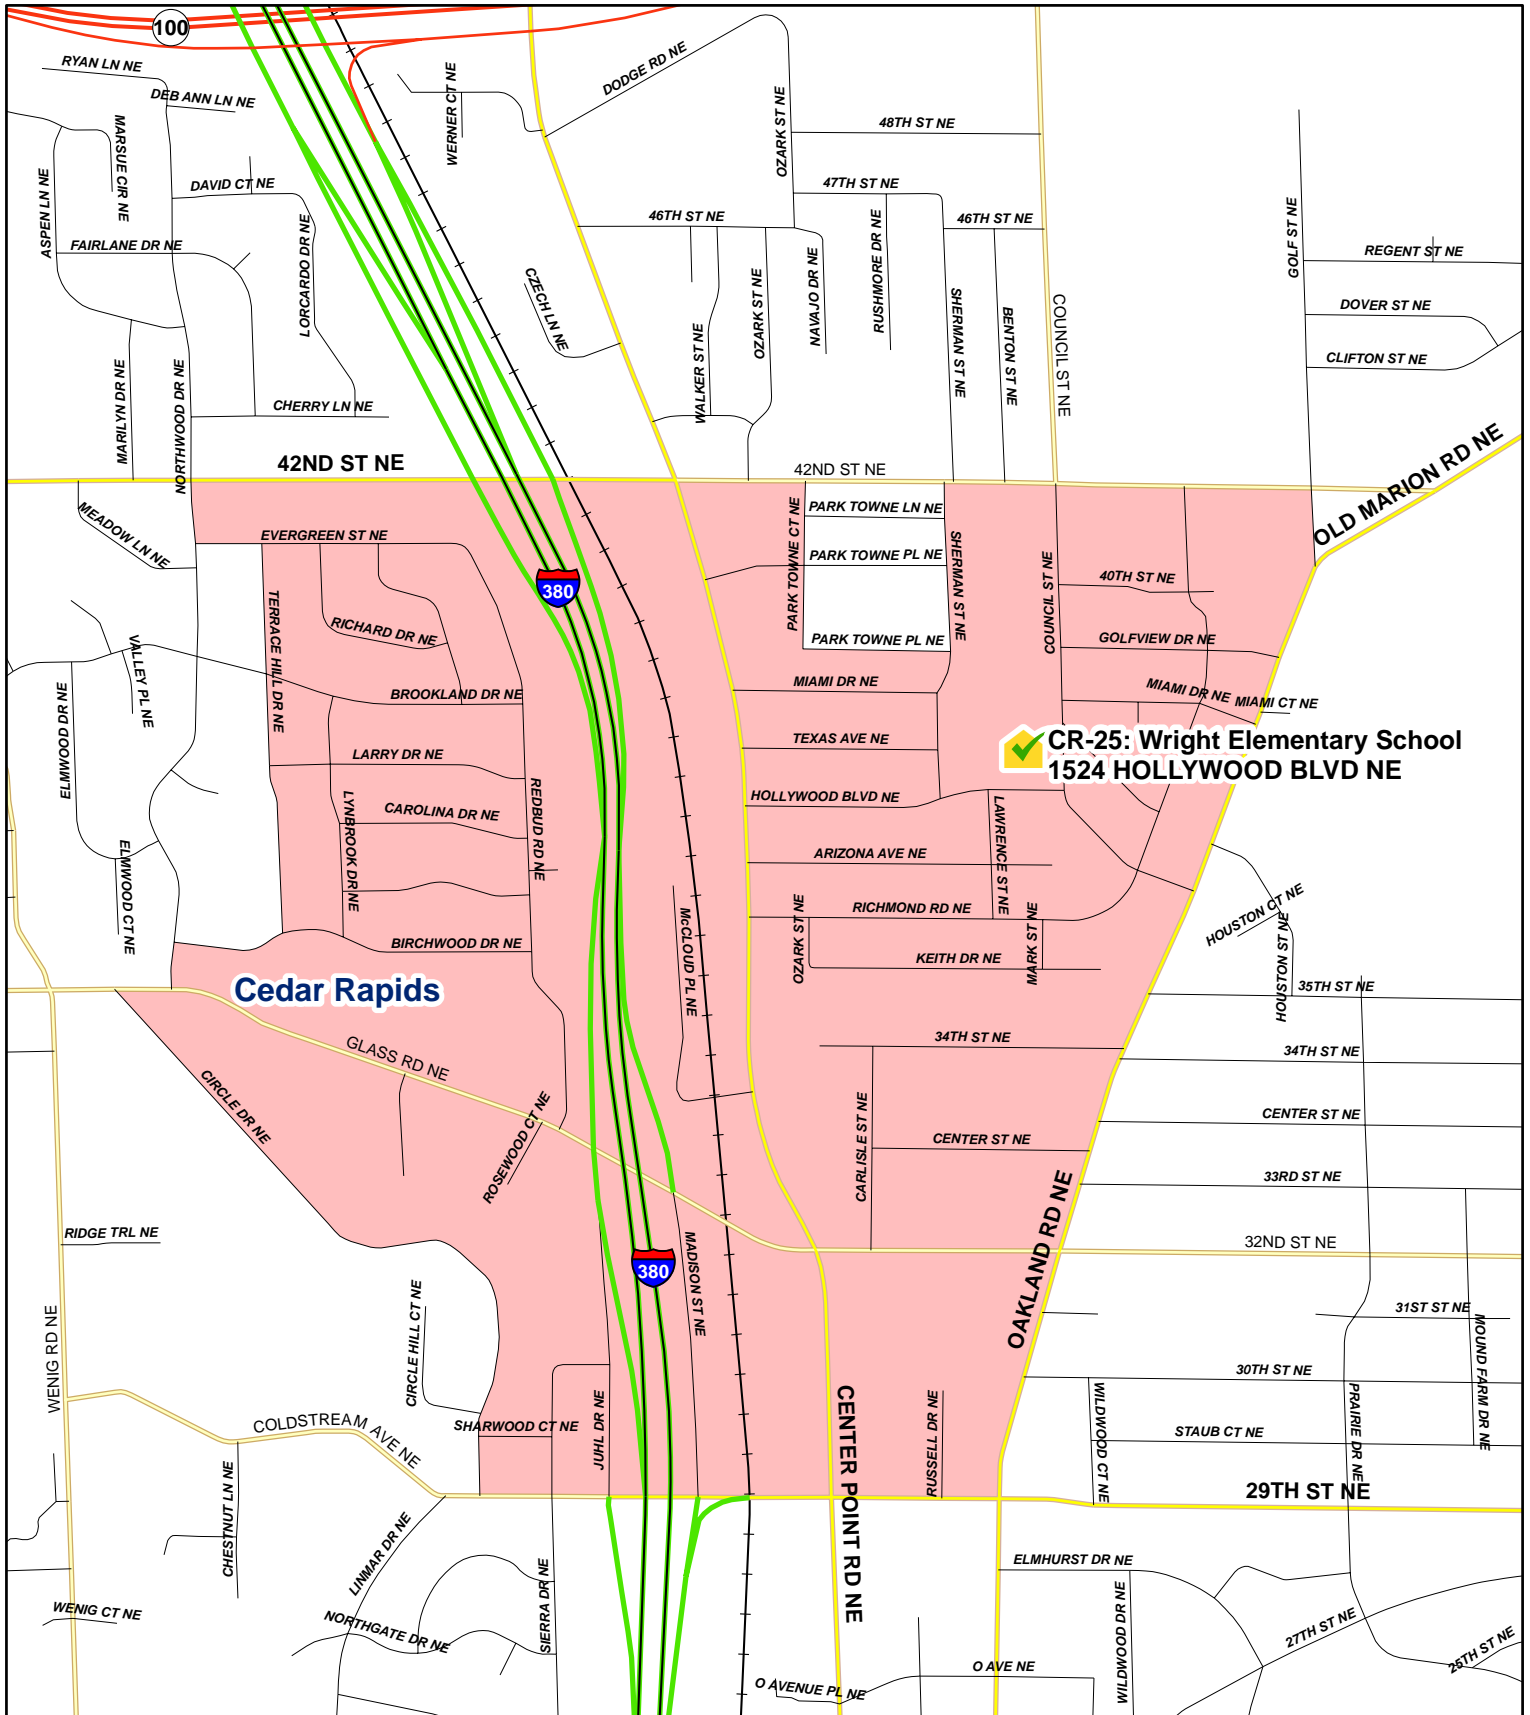 100
RYAN LN NE
DEB ANN LN NE
WERNER CT NE
DODGE RD NE
OZARK ST NE
48TH ST NE
MARSUE CIR NE
ASPEN LN NE
DAVID CT NE
47TH ST NE
46TH ST NE
RUSHMORE DR NE
46TH ST NE
GOLF ST NE
REGENT ST NE
FAIRLANE DR NE
LORCARDO DR NE
CZECH LN NE
WALKER ST NE
OZARK ST NE
NAVAJO DR NE
SHERMAN ST NE
BENTON ST NE
COUNCIL ST NE
DOVER ST NE
CLIFTON ST NE
MARILYN DR NE
NORTHWOOD DR NE
CHERRY LN NE
42ND ST NE
42ND ST NE
OLD MARION RD NE
MEADOW LN NE
EVERGREEN ST NE
380
PARK TOWNE CT NE
PARK TOWNE LN NE
PARK TOWNE PL NE
SHERMAN ST NE
COUNCIL ST NE
40TH ST NE
TERRACE HILL DR NE
RICHARD DR NE
PARK TOWNE PL NE
GOLFVIEW DR NE
VALLEY PL NE
ELMWOOD DR NE
BROOKLAND DR NE
MIAMI DR NE
MIAMI DR NE
MIAMI CT NE
LARRY DR NE
TEXAS AVE NE
CR-25: Wright Elementary School
1524 HOLLYWOOD BLVD NE
LYNBROOK DR NE
CAROLINA DR NE
REDBUD RD NE
HOLLYWOOD BLVD NE
LAWRENCE ST NE
ELMWOOD CT NE
ARIZONA AVE NE
McCLOUD PL NE
OZARK ST NE
RICHMOND RD NE
MARK ST NE
HOUSTON CT NE
HOUSTON ST NE
BIRCHWOOD DR NE
KEITH DR NE
Cedar Rapids
35TH ST NE
GLASS RD NE
34TH ST NE
34TH ST NE
CIRCLE DR NE
ROSEWOOD CT NE
CARLISLE ST NE
CENTER ST NE
CENTER ST NE
33RD ST NE
RIDGE TRL NE
MADISON ST NE
OAKLAND RD NE
32ND ST NE
380
CIRCLE HILL CT NE
31ST ST NE
MOUND FARM DR NE
WENIG RD NE
30TH ST NE
COLDSTREAM AVE NE
SHARWOOD CT NE
JUHL DR NE
CENTER POINT RD NE
RUSSELL DR NE
WILDWOOD CT NE
STAUB CT NE
PRAIRIE DR NE
CHESTNUT LN NE
29TH ST NE
LINMAR DR NE
SIERRA DR NE
ELMHURST DR NE
WENIG CT NE
NORTHGATE DR NE
WILDWOOD DR NE
27TH ST NE
25TH ST NE
O AVENUE PL NE
O AVE NE